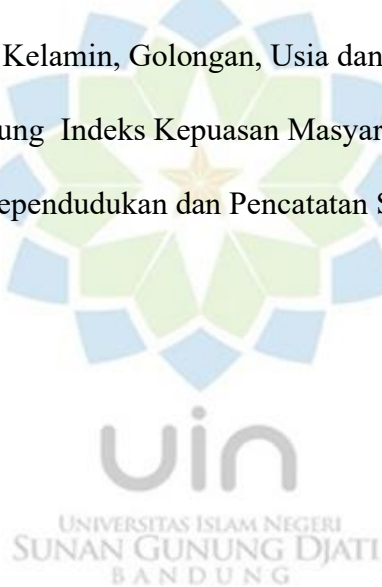 Kelamin, Golongan, Usia dan
ung Indeks Kepuasan Masyar
ependudukan dan Pencatatan S
uin
UNIVERSITAS ISLAM NEGERI
SUNAN GUNUNG DJATI
BANDUNG